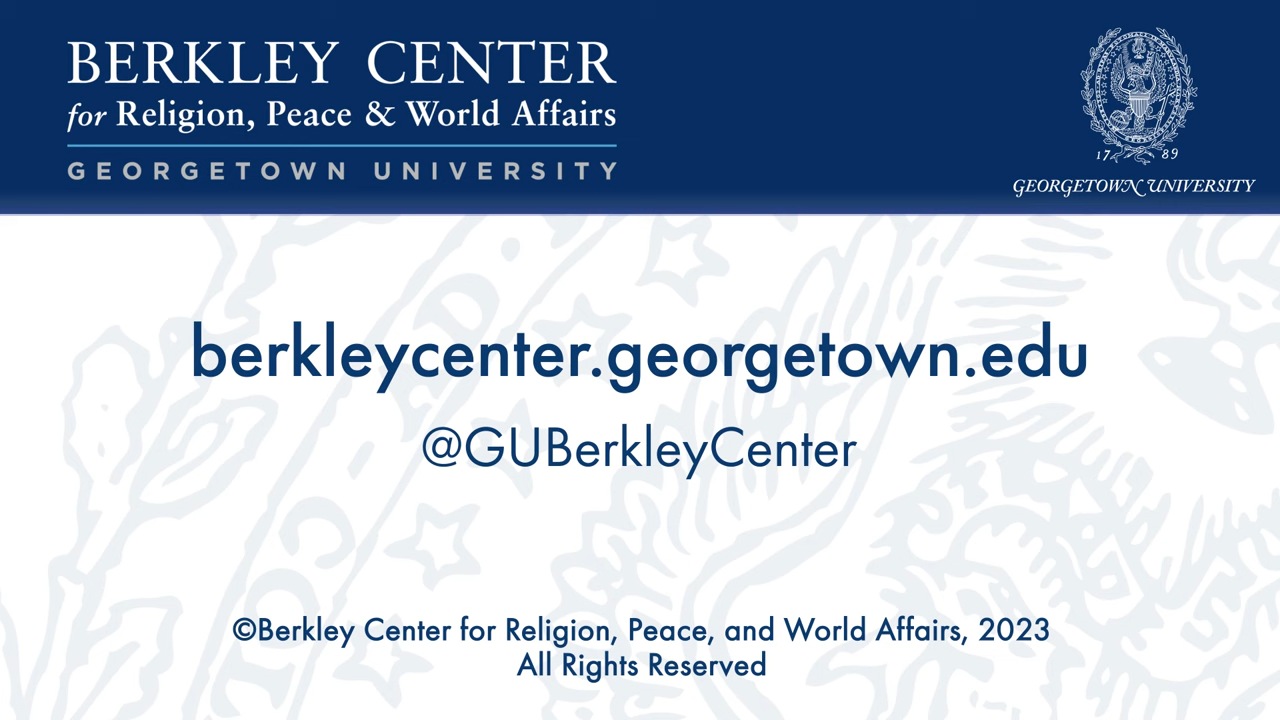 BERKLEY CENTER
for Religion, Peace & World Affairs
GEORGETOWN UNIVERSITY
17 89
GEORGETOWN UNIVERSITY
berkleycenter.georgetown.edu
@GUBerkleyCenter
©Berkley Center for Religion, Peace, and World Affairs, 2023
All Rights Reserved